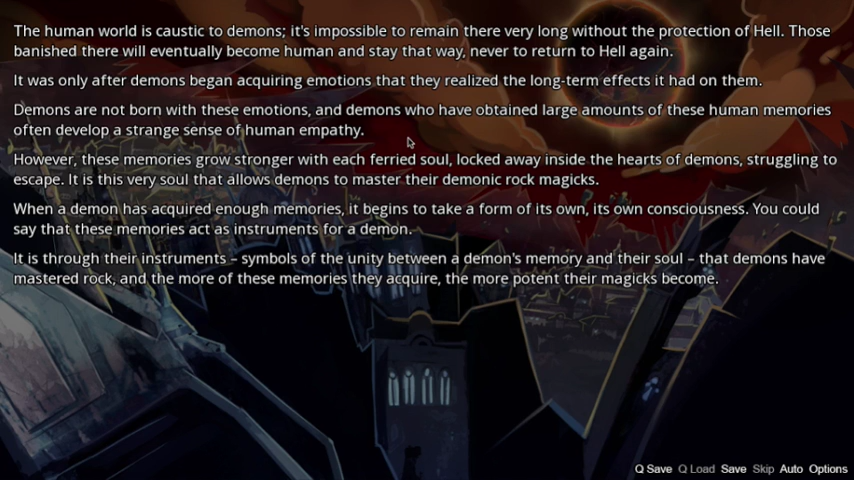 The human world is caustic to demons; it's impossible to remain there very long without the protection of Hell. Those
banished there will eventually become human and stay that way, never to return to Hell again.
It was only after demons began acquiring emotions that they realized the long-term effects it had on them.
Demons are not born with these emotions, and demons who have obtained large amounts of these human memories
often develop a strange sense of human empathy.
However, these memories grow stronger with each ferried soul, locked away inside the hearts of demons, struggling to
escape. It is this very soul that allows demons to master their demonic rock magicks.
When a demon has acquired enough memories, it begins to take a form of its own, its own consciousness. You could
say that these memories act as instruments for a demon.
It is through their instruments – symbols of the unity between a demon's memory and their soul – that demons have
mastered rock, and the more of these memories they acquire, the more potent their magicks become.
Q Save Q Load Save Skip Auto Options